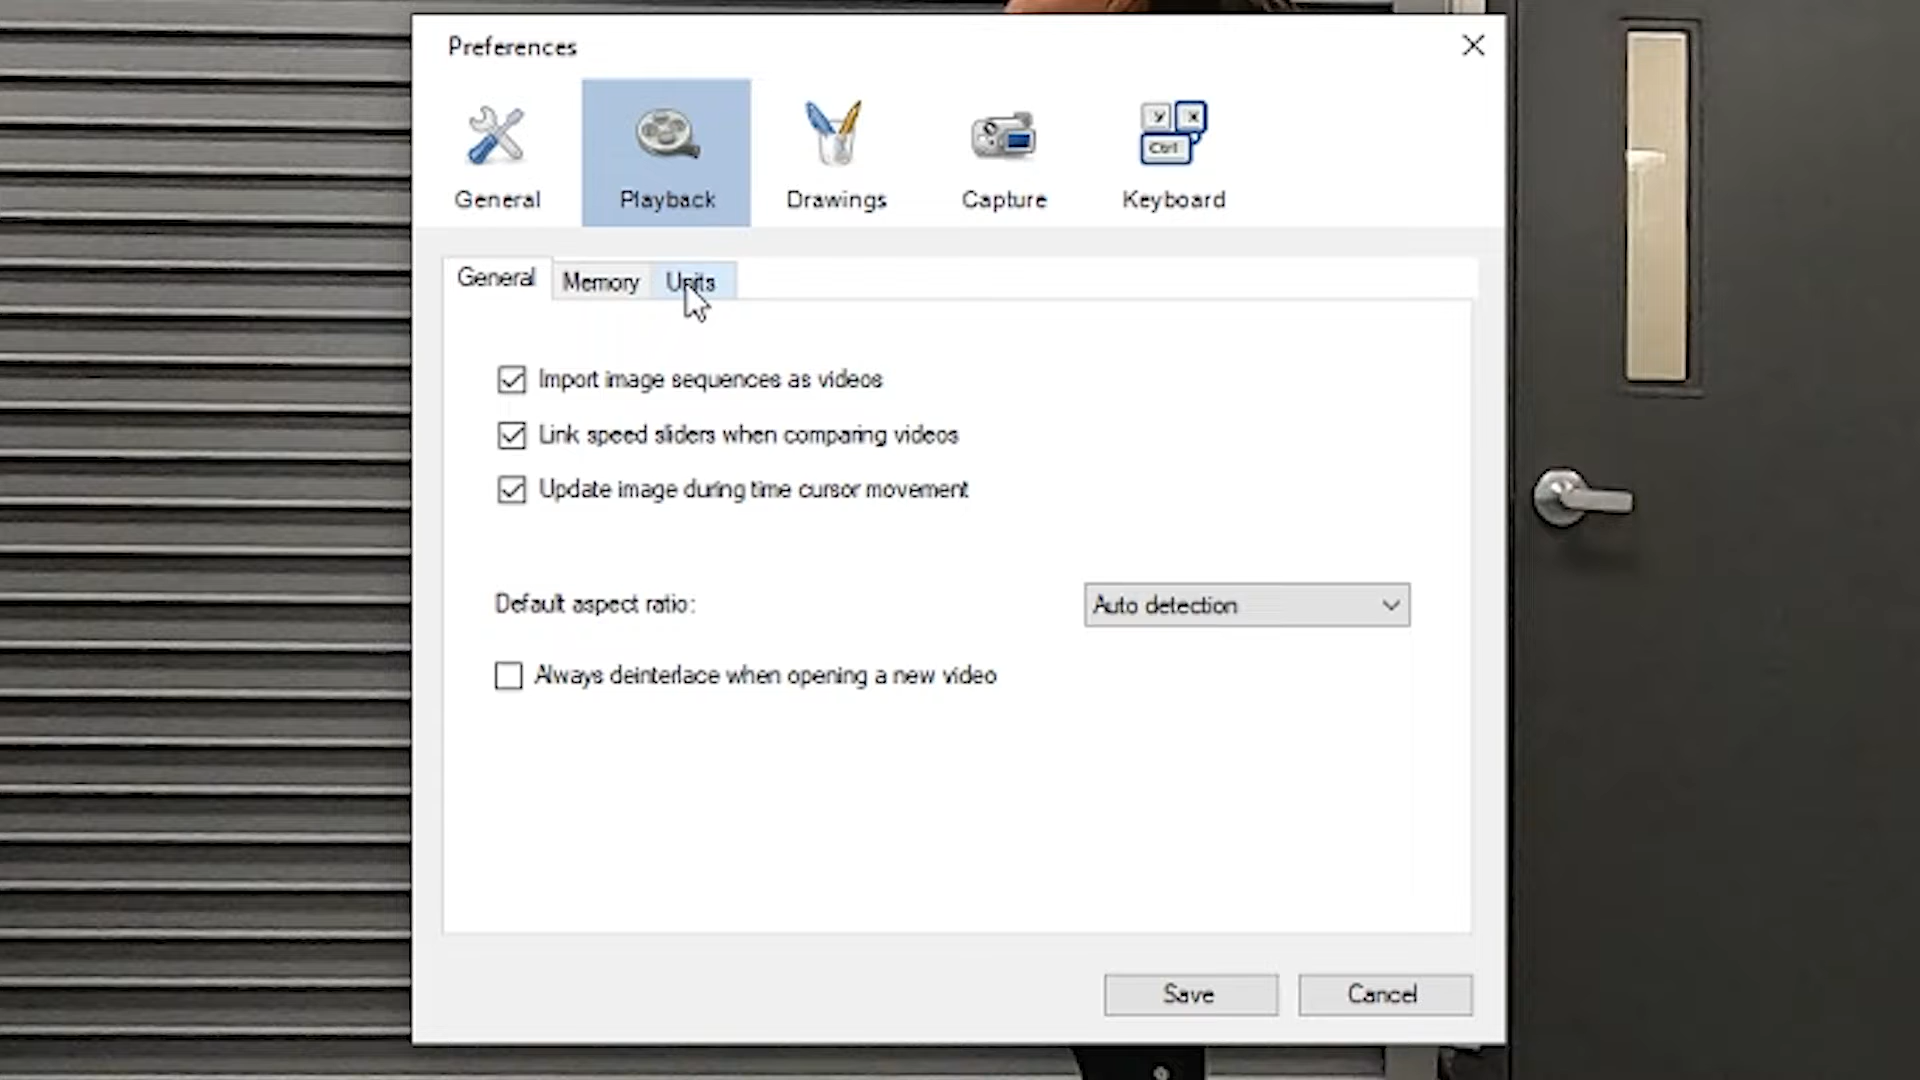 Preferences
General
Playback
Drawings
Capture
Ctrl
Keyboard
General
Memory
Units
Import image sequences as videos
Link speed sliders when comparing videos
Update image during time cursor movement
Default aspect ratio:
Auto detection
Always deinterlace when opening a new video
Save
Cancel